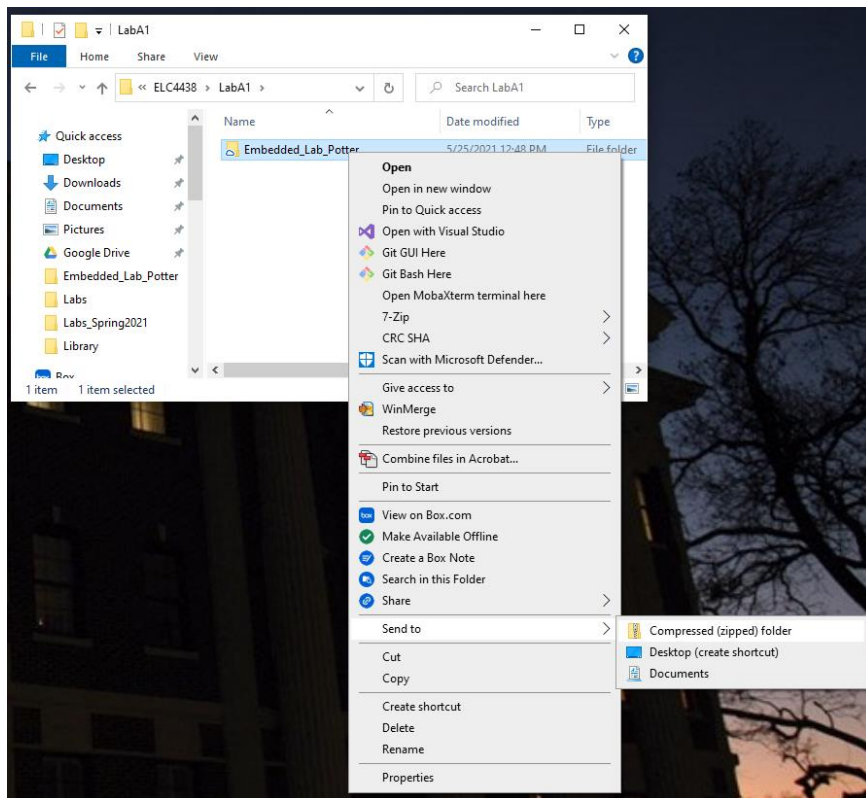 LabA1
File Home Share View
« ELC4438 › LabA1 ›
Search LabA1
Name Date modified Type
Quick access
Embedded_Lab_Potter 5/25/2021 12:48 PM File folder
Desktop
Downloads
Documents
Pictures
Google Drive
Embedded_Lab_Potter
Labs
Labs_Spring2021
Library
box Box
1 item 1 item selected
Open
Open in new window
Pin to Quick access
Open with Visual Studio
Git GUI Here
Git Bash Here
Open MobaXterm terminal here
7-Zip
CRC SHA
Scan with Microsoft Defender...
Give access to
WinMerge
Restore previous versions
Combine files in Acrobat...
Pin to Start
box View on Box.com
Make Available Offline
Create a Box Note
Search in this Folder
Share
Send to
Cut
Copy
Create shortcut
Delete
Rename
Properties
Compressed (zipped) folder
Desktop (create shortcut)
Documents